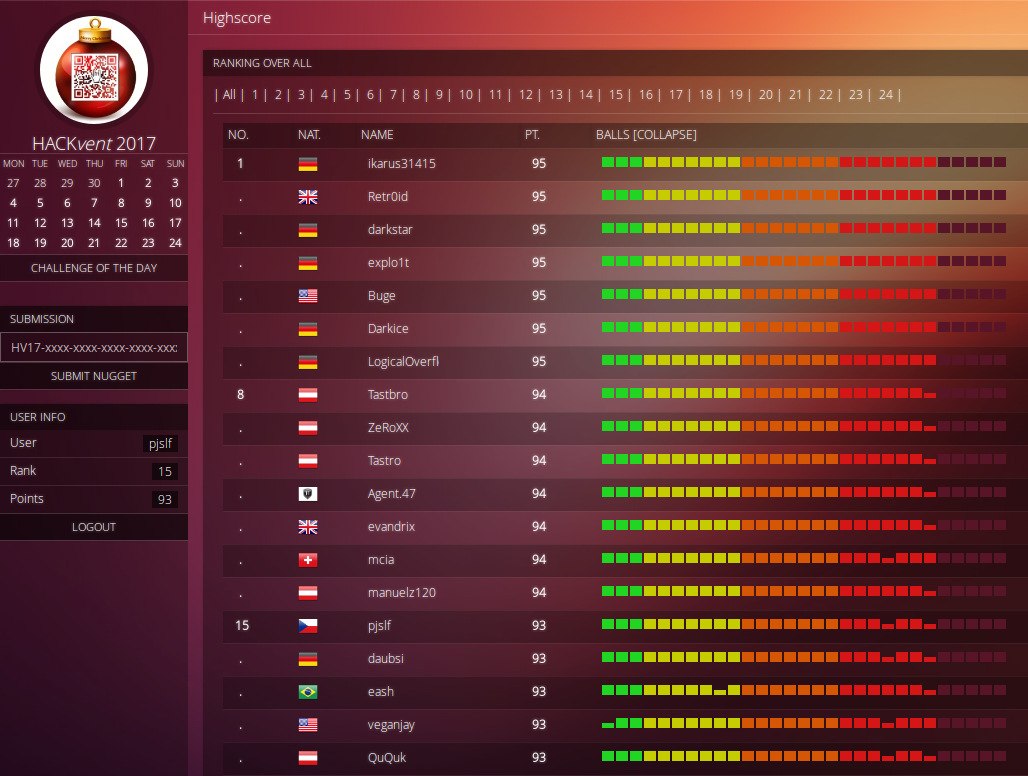 HACKvent 2017
MON TUE WED THU FRI SAT SUN
27 28 29 30 1 2 3
4 5 6 7 8 9 10
11 12 13 14 15 16 17
18 19 20 21 22 23 24
CHALLENGE OF THE DAY
SUBMISSION
HV17-xxxx-xxxx-xxxx-xxxx-xxx
SUBMIT NUGGET
USER INFO
User pjslf
Rank 15
Points 93
LOGOUT
Highscore
RANKING OVER ALL
| All | 1 | 2 | 3 | 4 | 5 | 6 | 7 | 8 | 9 | 10 | 11 | 12 | 13 | 14 | 15 | 16 | 17 | 18 | 19 | 20 | 21 | 22 | 23 | 24 |
NO. NAT. NAME PT. BALLS [COLLAPSE]
1 ikarus31415 95
. Retr0id 95
. darkstar 95
. explo1t 95
. Buge 95
. Darkice 95
. LogicalOverfl 95
8 Tastbro 94
. ZeRoXX 94
. Tastro 94
. Agent.47 94
. evandrix 94
. mcia 94
. manuelz120 94
15 pjslf 93
. daubsi 93
. eash 93
. veganjay 93
. QuQuk 93